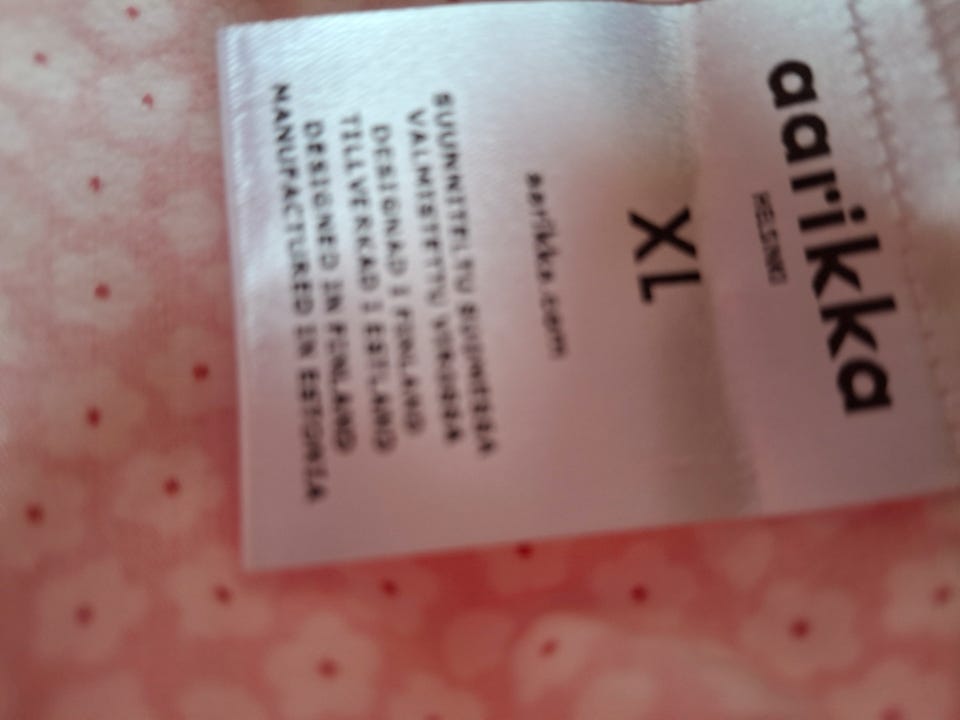 aarikka
HELSINKI
XL
aarikka.com
SUUNNITELTU SUOMESSA
VALMISTETTU VIROSSA
DESIGNAD I FINLAND
TILLVERKAD I ESTLAND
DESIGNED IN FINLAND
MANUFACTURED IN ESTONIA